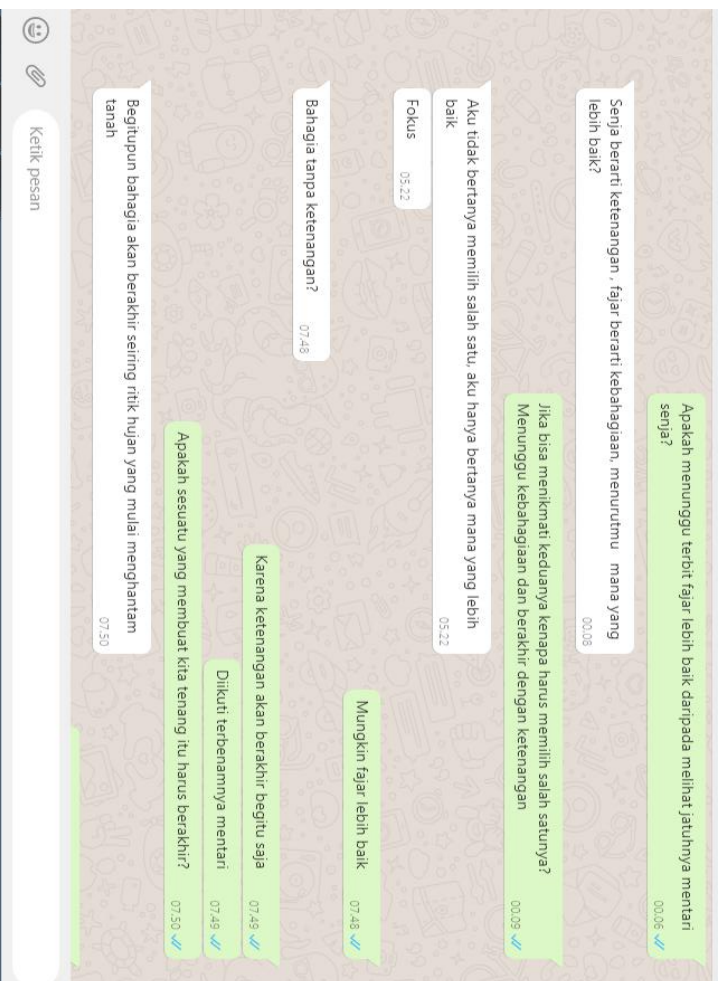 Apakah menunggu terbit fajar lebih baik daripada melihat jatuhnya mentari
senja?
00.06
Senja berarti ketenangan , fajar berarti kebahagiaan, menurutmu mana yang
lebih baik?
00.08
Jika bisa menikmati keduanya kenapa harus memilih salah satunya?
Menunggu kebahagiaan dan berakhir dengan ketenangan
00.09
Aku tidak bertanya memilih salah satu, aku hanya bertanya mana yang lebih
baik
05.22
Fokus 05.22
Mungkin fajar lebih baik 07.48
Bahagia tanpa ketenangan? 07.48
Karena ketenangan akan berakhir begitu saja 07.49
Diikuti terbenamnya mentari 07.49
Apakah sesuatu yang membuat kita tenang itu harus berakhir? 07.50
Begitupun bahagia akan berakhir seiring ritik hujan yang mulai menghantam
tanah
07.50
Ketik pesan